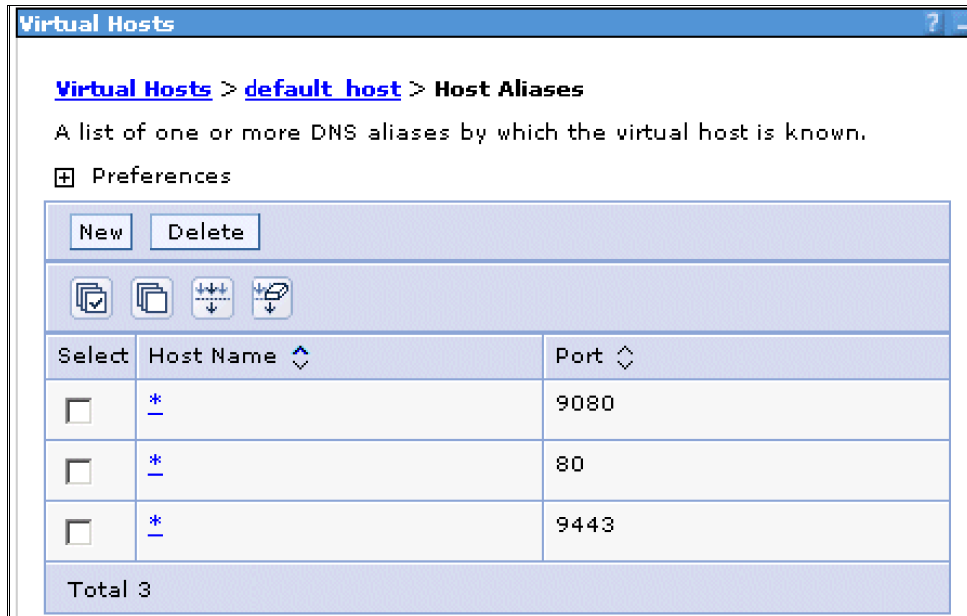 Virtual Hosts ? –
Virtual Hosts > default_host > Host Aliases
A list of one or more DNS aliases by which the virtual host is known.
Preferences
New Delete
Select Host Name Port
* 9080
* 80
* 9443
Total 3